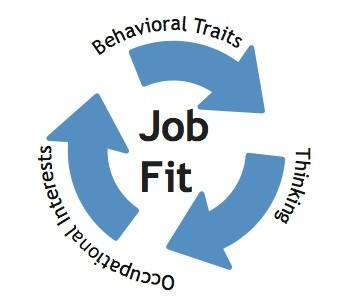 Behavioral Traits
Job
Fit
Thinking
Occupational Interests